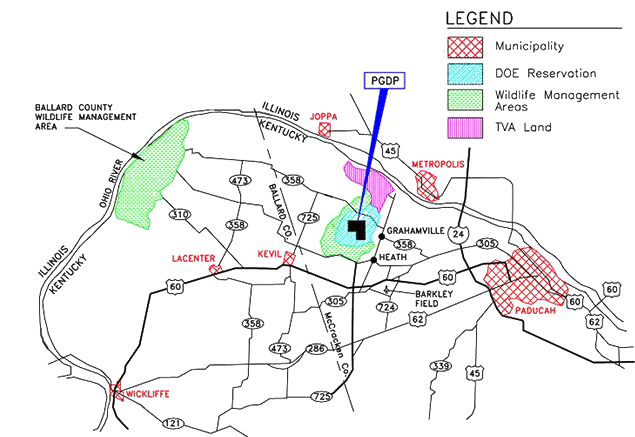 LEGEND
Municipality
DOE Reservation
Wildlife Management
Areas
TVA Land
PGDP
BALLARD COUNTY
WILDLIFE MANAGEMENT
AREA
ILLINOIS
KENTUCKY
JOPPA
45
METROPOLIS
OHIO RIVER
473
358
358
725
BALLARD CO.
310
GRAHAMVILLE
358
24
305
HEATH
ILLINOIS
KENTUCKY
LACENTER
KEVIL
60
60
BARKLEY
FIELD
305
724
62
PADUCAH
60
60
62
358
McCracken Co.
473
286
339
45
725
WICKLIFFE
121